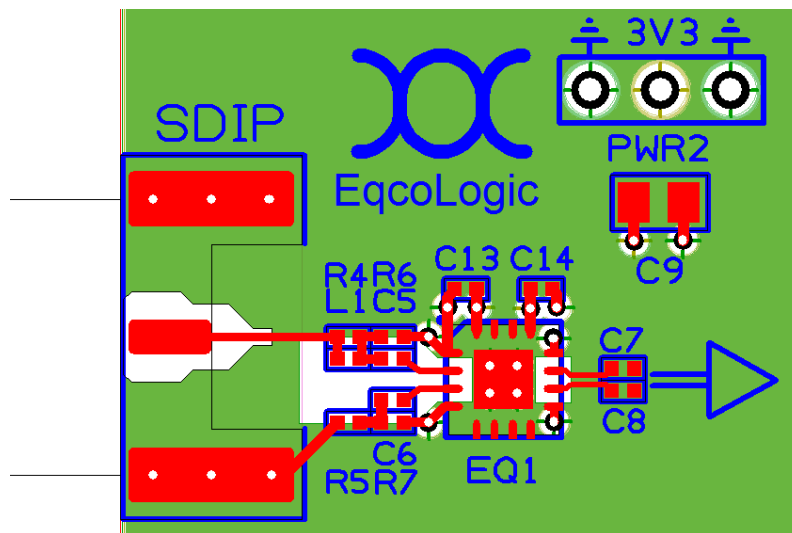 3V3
SDIP
PWR2
EqcoLogic
C9
C13 C14
R4R6
L1C5
C7
C8
C6
R5R7
EQ1